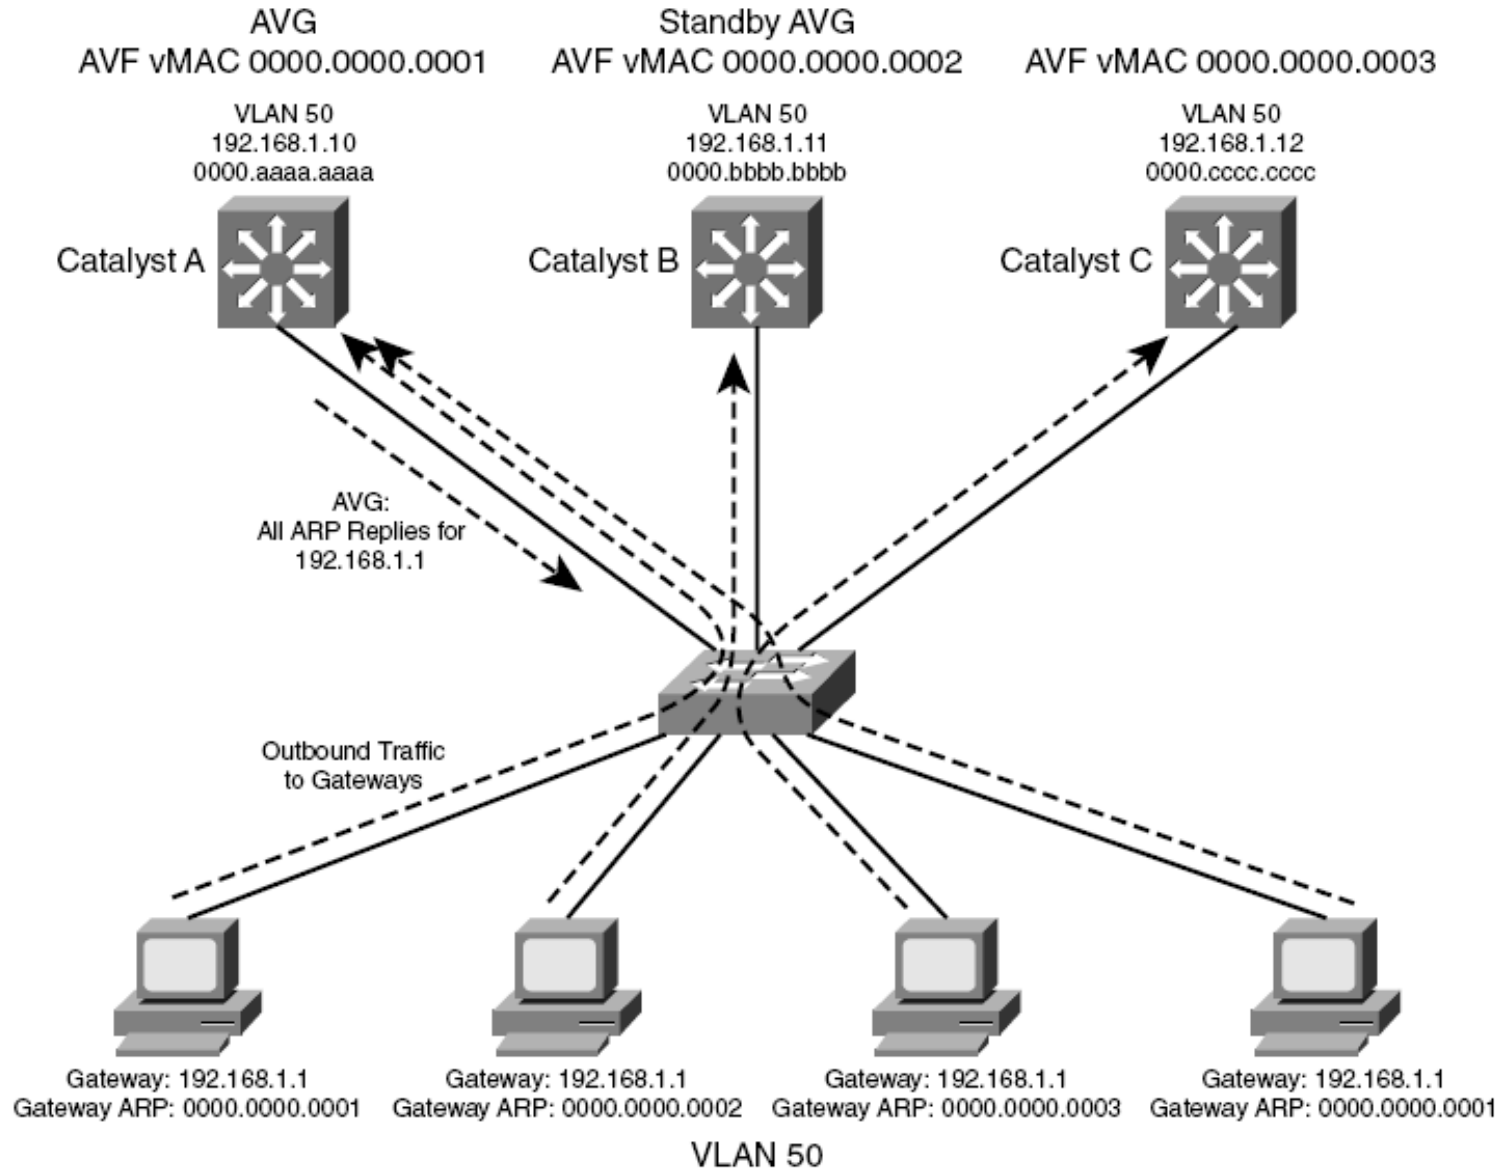 AVG
AVF vMAC 0000.0000.0001
Standby AVG
AVF vMAC 0000.0000.0002
AVF vMAC 0000.0000.0003
VLAN 50
192.168.1.10
0000.aaaa.aaaa
VLAN 50
192.168.1.11
0000.bbbb.bbbb
VLAN 50
192.168.1.12
0000.cccc.cccc
Catalyst A
Catalyst B
Catalyst C
AVG:
All ARP Replies for
192.168.1.1
Outbound Traffic
to Gateways
Gateway: 192.168.1.1
Gateway ARP: 0000.0000.0001
Gateway: 192.168.1.1
Gateway ARP: 0000.0000.0002
Gateway: 192.168.1.1
Gateway ARP: 0000.0000.0003
Gateway: 192.168.1.1
Gateway ARP: 0000.0000.0001
VLAN 50